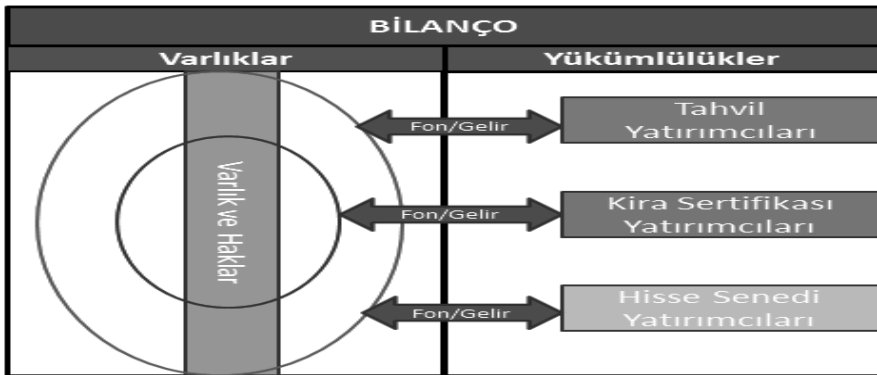 BİLANÇO
Varlıklar
Yükümlülükler
Varlık ve Haklar
Fon/Gelir
Tahvil
Yatırımcıları
Fon/Gelir
Kira Sertifikası
Yatırımcıları
Fon/Gelir
Hisse Senedi
Yatırımcıları